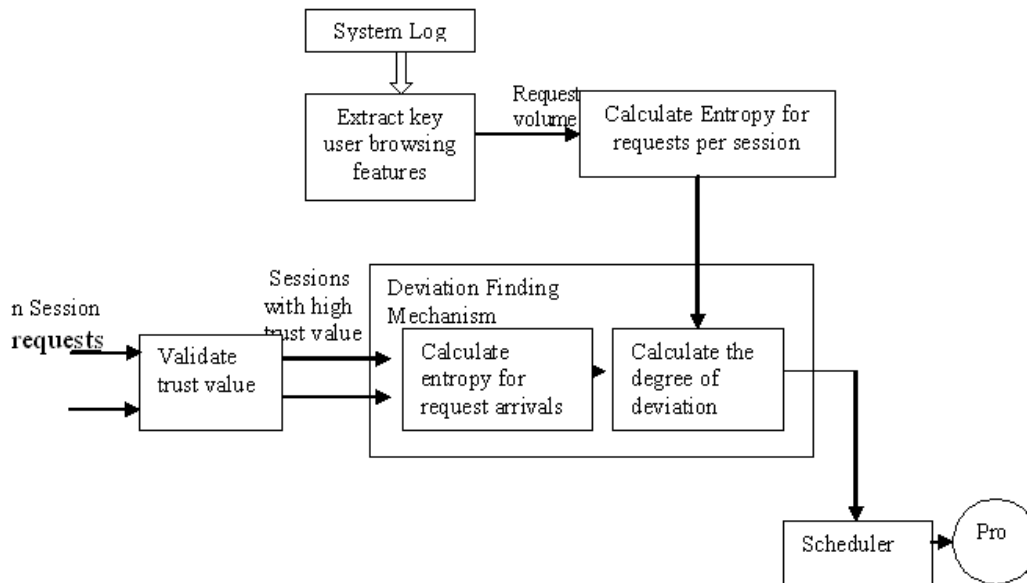 System Log
Extract key
user browsing
features
Request
volume
Calculate Entropy for
requests per session
n Session
requests
Validate
trust value
Sessions
with high
trust value
Deviation Finding
Mechanism
Calculate
entropy for
request arrivals
Calculate the
degree of
deviation
Scheduler
Pro